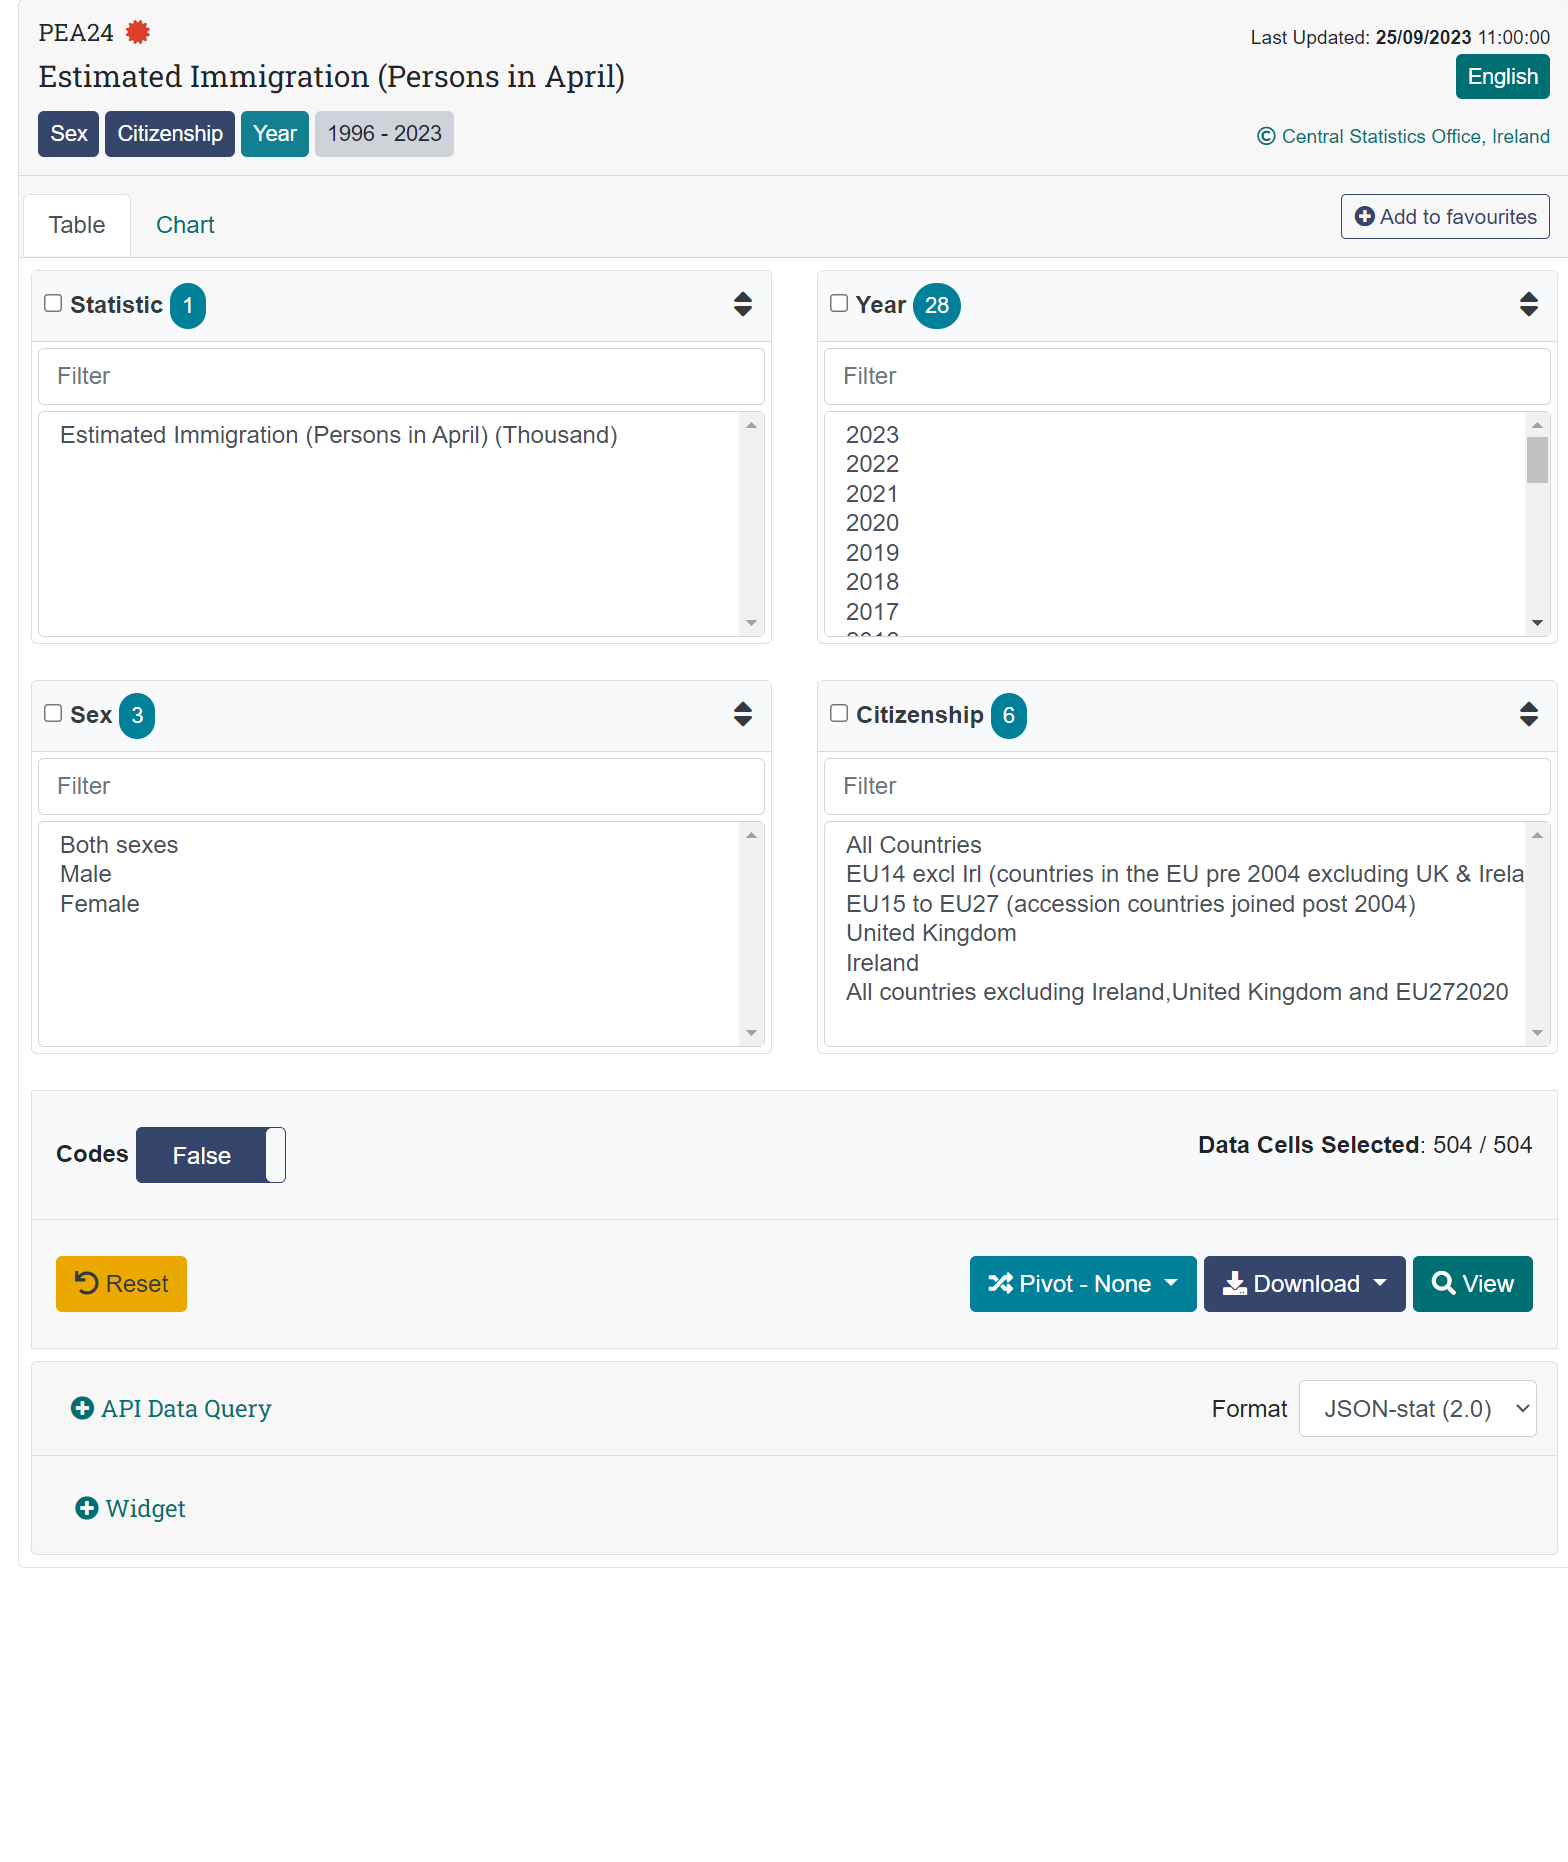 PEA24
Estimated Immigration (Persons in April)
Sex Citizenship Year 1996 - 2023
Last Updated: 25/09/2023 11:00:00
English
© Central Statistics Office, Ireland
Table Chart
Add to favourites
Statistic 1
Filter
Estimated Immigration (Persons in April) (Thousand)
Year 28
Filter
2023
2022
2021
2020
2019
2018
2017
Sex 3
Filter
Both sexes
Male
Female
Citizenship 6
Filter
All Countries
EU14 excl Irl (countries in the EU pre 2004 excluding UK & Irela
EU15 to EU27 (accession countries joined post 2004)
United Kingdom
Ireland
All countries excluding Ireland,United Kingdom and EU272020
Codes False
Data Cells Selected: 504 / 504
Reset
Pivot - None
Download
View
API Data Query
Format JSON-stat (2.0)
Widget